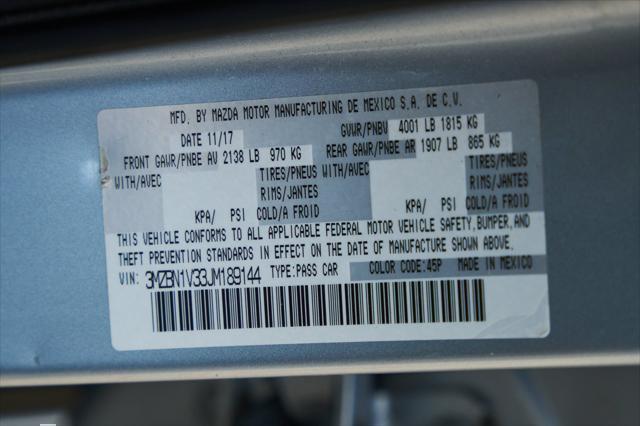 MFD. BY MAZDA MOTOR MANUFACTURING DE MEXICO S.A. DE C.V.
DATE 11/17 GVWR/PNBV 4001 LB 1815 KG
FRONT GAWR/PNBE AV 2138 LB 970 KG REAR GAWR/PNBE AR 1907 LB 865 KG
WITH/AVEC TIRES/PNEUS WITH/AVEC TIRES/PNEUS
RIMS/JANTES RIMS/JANTES
KPA/ PSI COLD/A FROID KPA/ PSI COLD/A FROID
THIS VEHICLE CONFORMS TO ALL APPLICABLE FEDERAL MOTOR VEHICLE SAFETY, BUMPER, AND
THEFT PREVENTION STANDARDS IN EFFECT ON THE DATE OF MANUFACTURE SHOWN ABOVE.
VIN: 3MZBN1V33JM189144 TYPE:PASS CAR COLOR CODE:45P MADE IN MEXICO